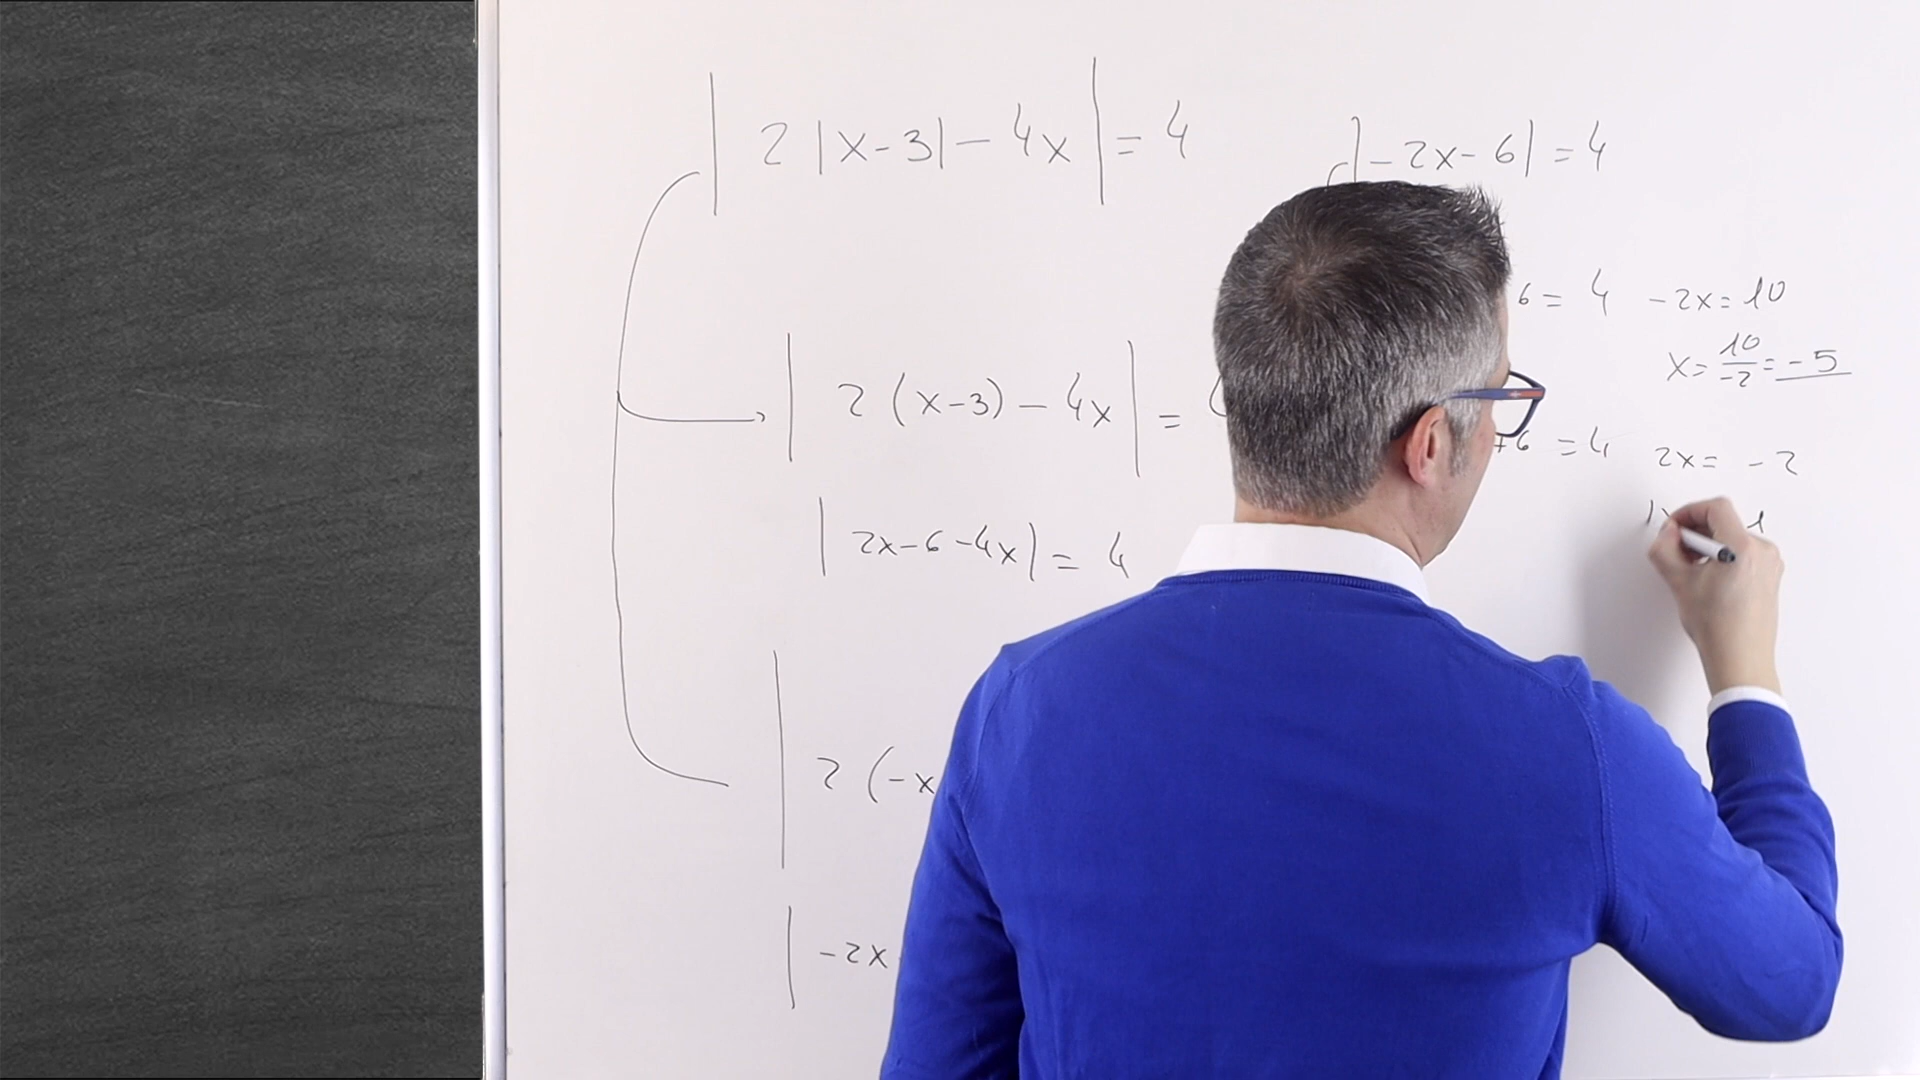 | 2|x-3| - 4x | = 4
| 2(x-3) - 4x | =
|2x-6-4x| = 4
| 2(-x
| -2x
|-2x-6| = 4
6 = 4 -2x = 10
x = 10/-2 = -5
+6 = 4 2x = -2